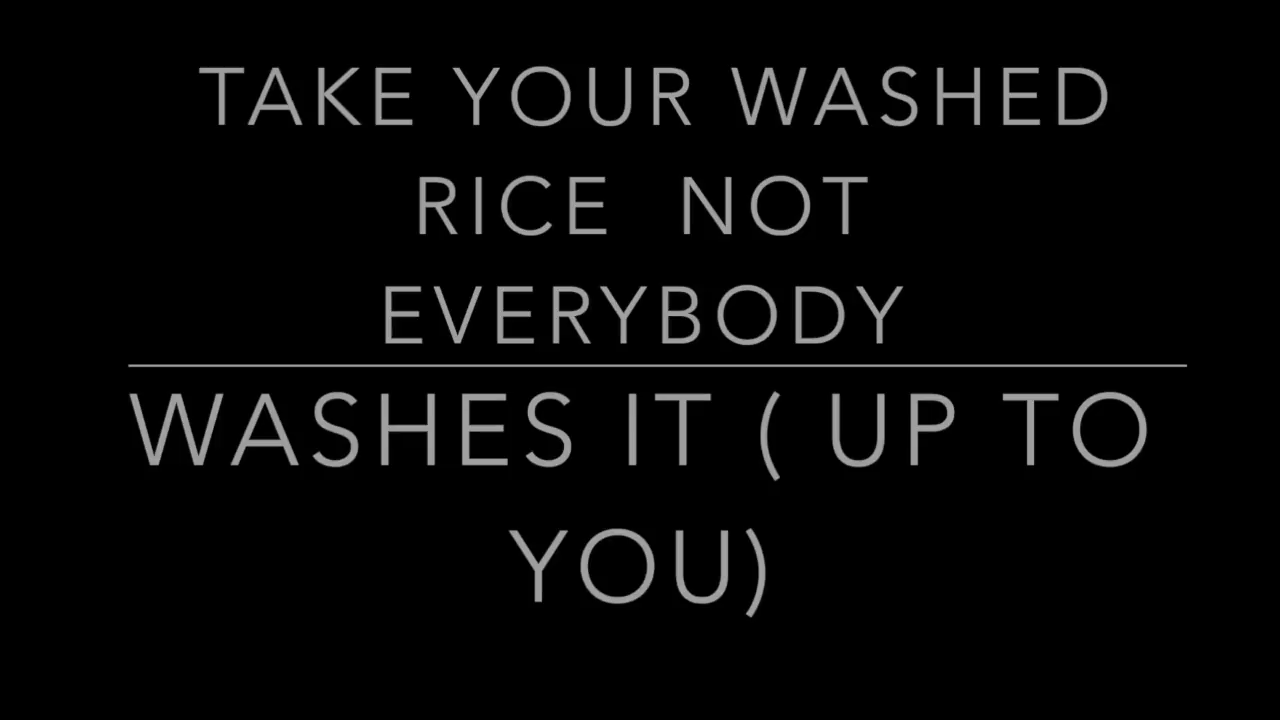 TAKE YOUR WASHED
RICE  NOT
EVERYBODY
WASHES IT ( UP TO
YOU)